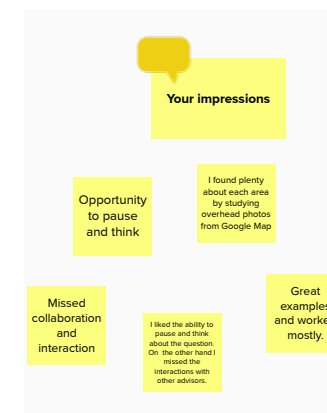 Your impressions
I found plenty
about each area
by studying
overhead photos
from Google Map
Opportunity
to pause
and think
Great
examples
and worke
mostly.
Missed
collaboration
and
interaction
I liked the ability to
pause and think
about the question.
On the other hand I
missed the
interactions with
other advisors.